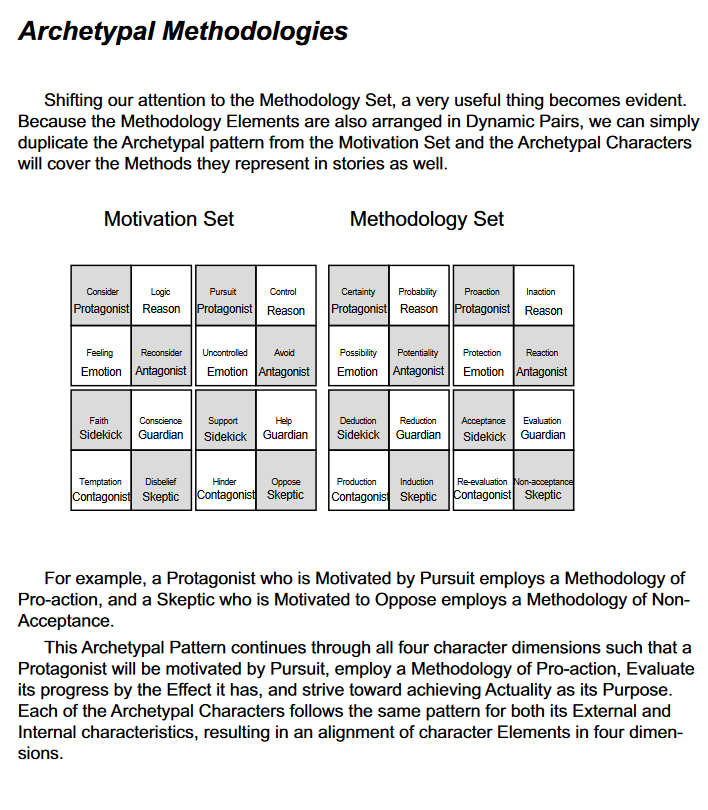 Archetypal Methodologies
Shifting our attention to the Methodology Set, a very useful thing becomes evident.
Because the Methodology Elements are also arranged in Dynamic Pairs, we can simply
duplicate the Archetypal pattern from the Motivation Set and the Archetypal Characters
will cover the Methods they represent in stories as well.
Motivation Set Methodology Set
Consider Logic Pursuit Control Certainty Probability Proaction Inaction
Protagonist Reason Protagonist Reason Protagonist Reason Protagonist Reason
Feeling Reconsider Uncontrolled Avoid Possibility Potentiality Protection Reaction
Emotion Antagonist Emotion Antagonist Emotion Antagonist Emotion Antagonist
Faith Conscience Support Help Deduction Reduction Acceptance Evaluation
Sidekick Guardian Sidekick Guardian Sidekick Guardian Sidekick Guardian
Temptation Disbelief Hinder Oppose Production Induction Re-evaluation Non-acceptance
Contagonist Skeptic Contagonist Skeptic Contagonist Skeptic Contagonist Skeptic
For example, a Protagonist who is Motivated by Pursuit employs a Methodology of
Pro-action, and a Skeptic who is Motivated to Oppose employs a Methodology of Non-
Acceptance.
This Archetypal Pattern continues through all four character dimensions such that a
Protagonist will be motivated by Pursuit, employ a Methodology of Pro-action, Evaluate
its progress by the Effect it has, and strive toward achieving Actuality as its Purpose.
Each of the Archetypal Characters follows the same pattern for both its External and
Internal characteristics, resulting in an alignment of character Elements in four dimen-
sions.